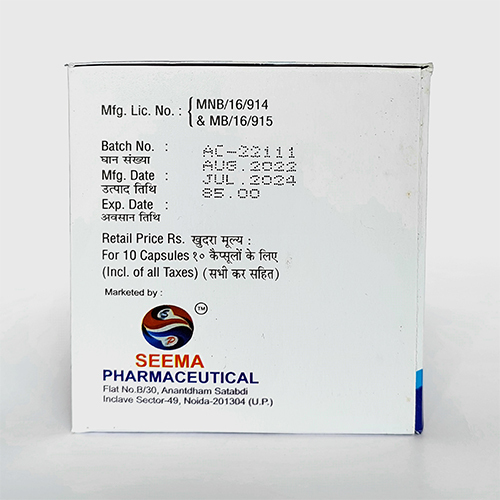 Mfg. Lic. No. : { MNB/16/914
& MB/16/915
Batch No. : AC-22111
घान संख्या AUG.2022
Mfg. Date : JUL.2024
उत्पाद तिथि 85.00
Exp. Date :
अवसान तिथि
Retail Price Rs. खुदरा मूल्य :
For 10 Capsules १० कैप्सूलों के लिए
(Incl. of all Taxes) (सभी कर सहित)
Marketed by :
TM
S
P
SEEMA
PHARMACEUTICAL
Flat No.B/30, Anantdham Satabdi
Inclave Sector-49, Noida-201304 (U.P.)